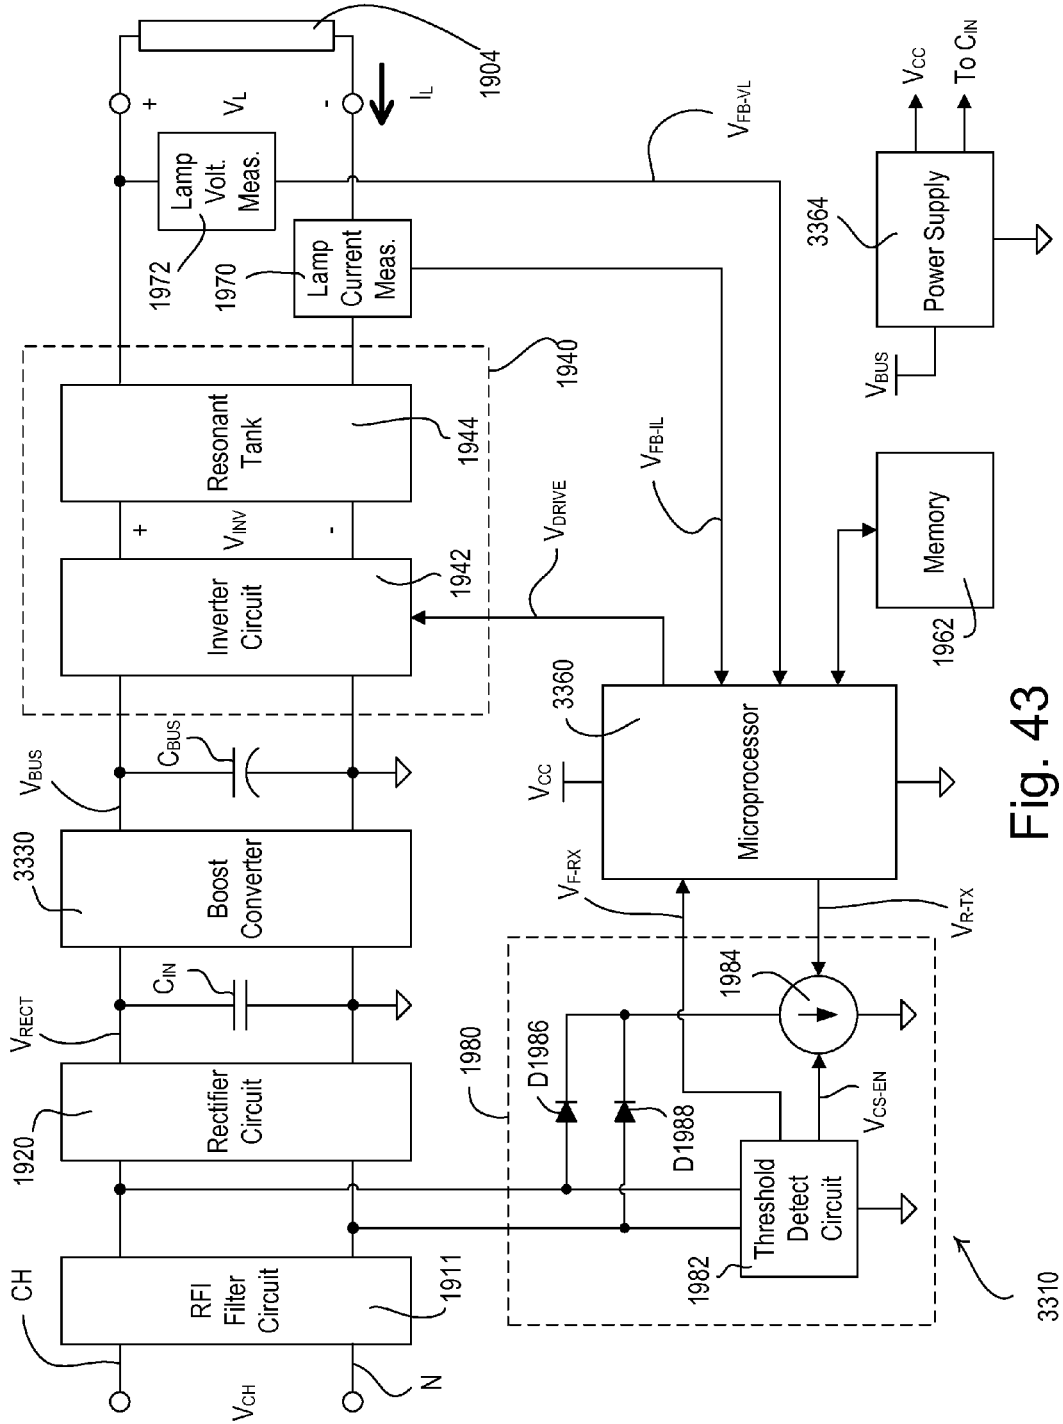 CH
V_CH
N
RFI
Filter
Circuit
1911
1920
Rectifier
Circuit
V_RECT
C_IN
3330
Boost
Converter
V_BUS
C_BUS
Inverter
Circuit
1942
+
V_INV
-
Resonant
Tank
1944
1940
1972
Lamp
Volt.
Meas.
1970
Lamp
Current
Meas.
+
V_L
-
I_L
1904
V_DRIVE
V_FB-IL
V_FB-VL
1980
D1986
D1988
1982
Threshold
Detect
Circuit
V_CS-EN
1984
V_F-RX
V_R-TX
V_CC
3360
Microprocessor
1962
Memory
V_BUS
3364
Power Supply
V_CC
To C_IN
3310
Fig. 43